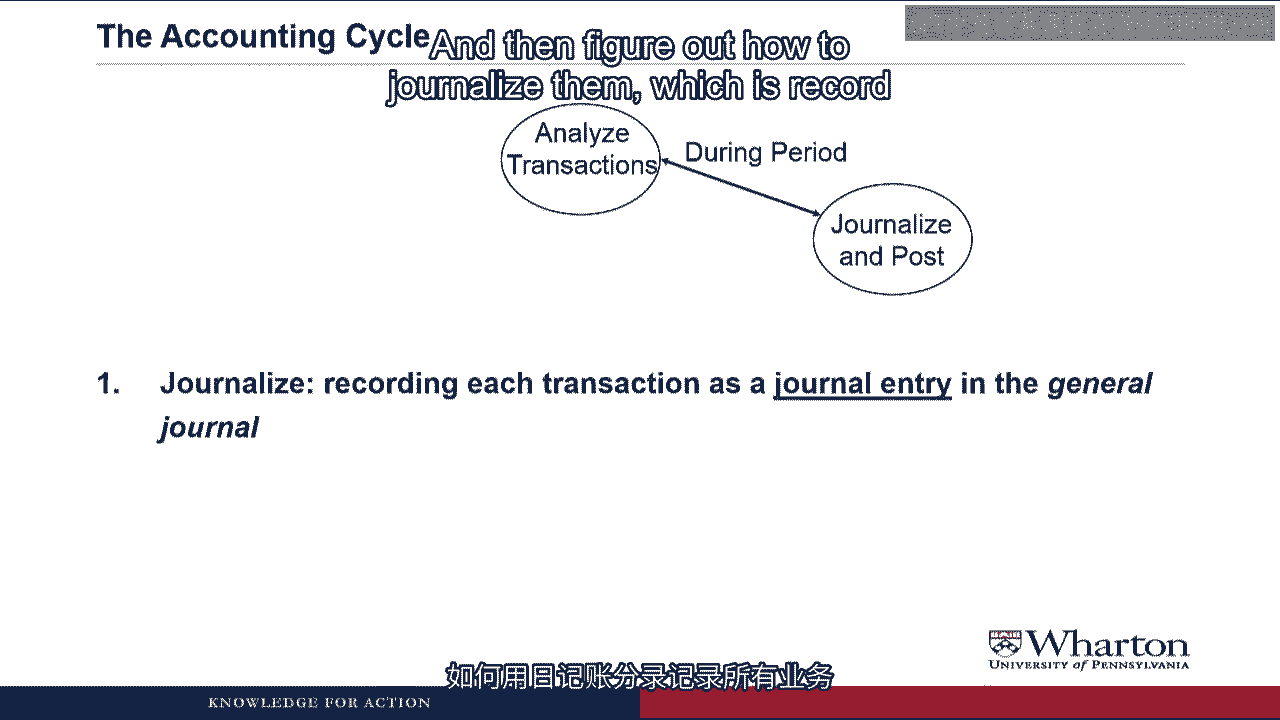 The Accounting Cycle
And then figure out how to
journalize them, which is record
Analyze
Transactions
During Period
Journalize
and Post
1. Journalize: recording each transaction as a journal entry in the general
journal
Wharton
UNIVERSITY of PENNSYLVANIA
如何用日记账分录记录所有业务
KNOWLEDGE FOR ACTION